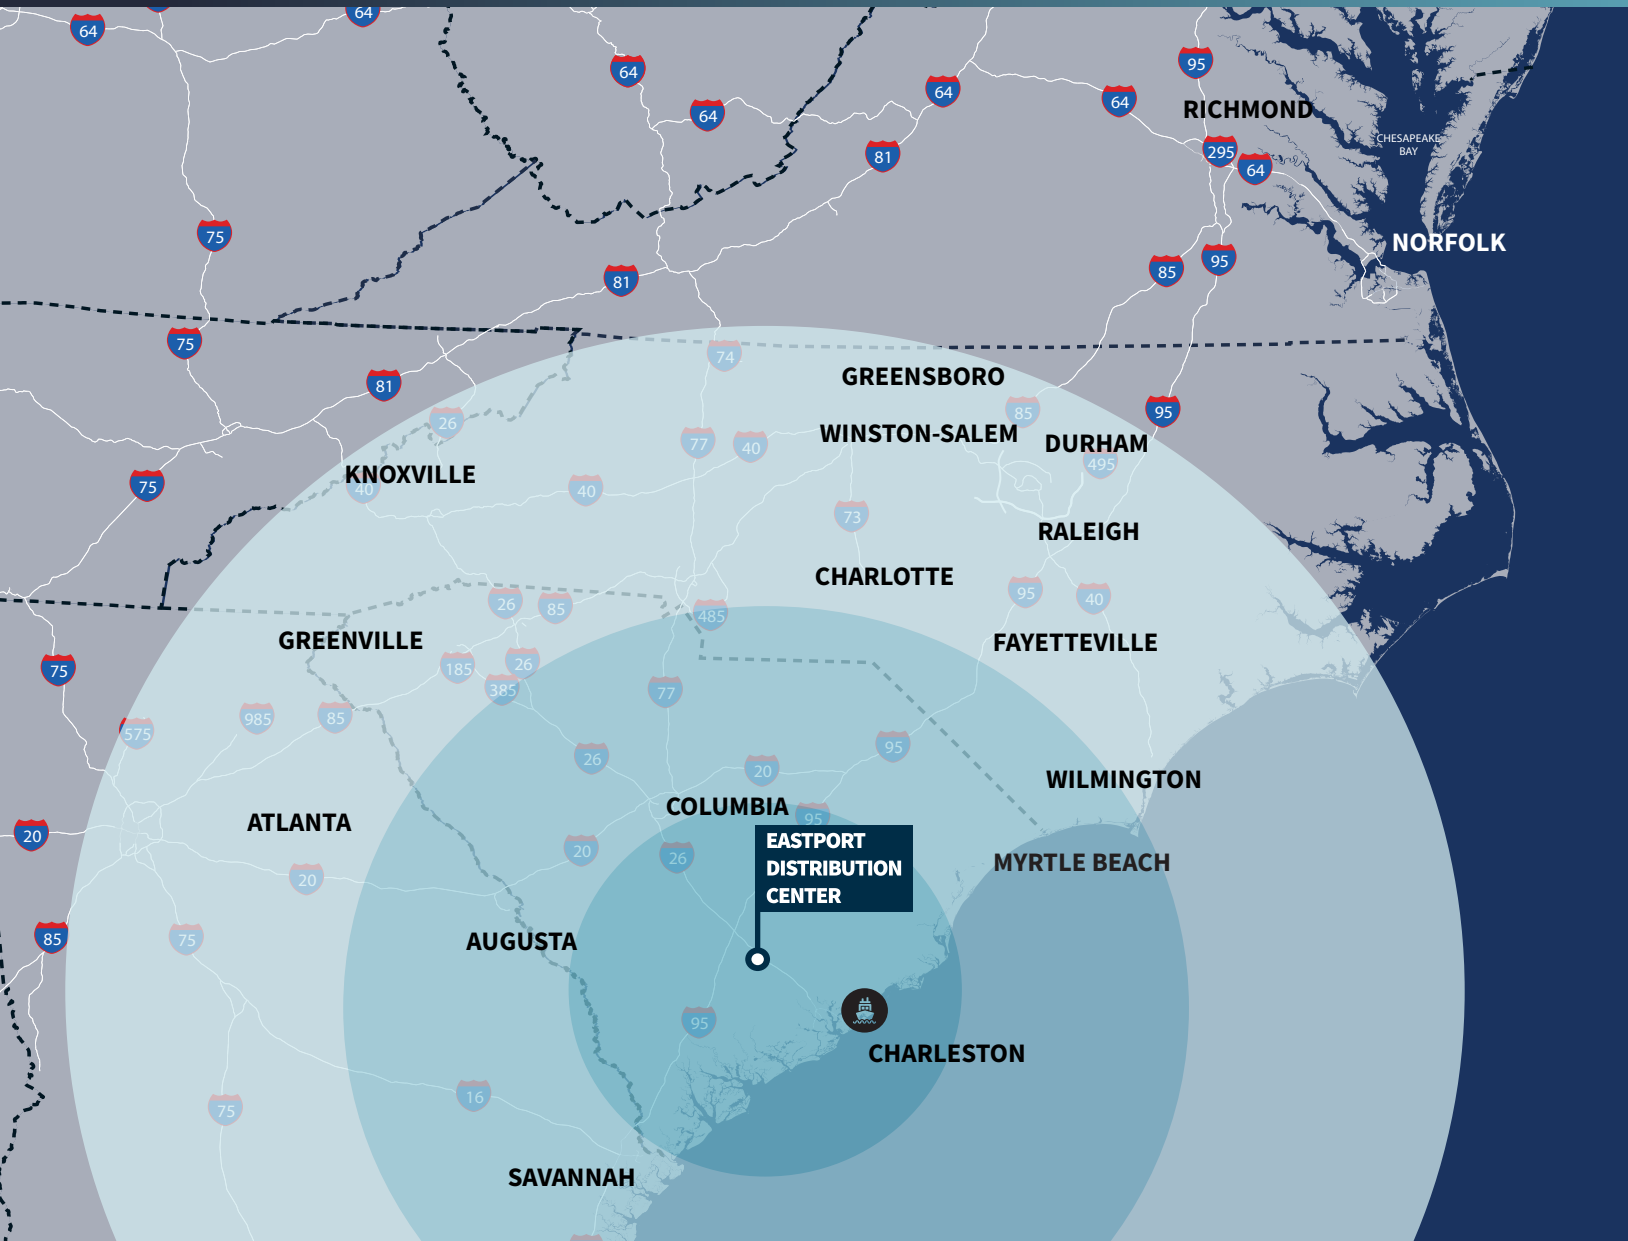 64
64
64
95
64
64
64
RICHMOND
CHESAPEAKE
BAY
295
81
64
75
NORFOLK
95
85
81
75
74
GREENSBORO
81
85
95
26
WINSTON-SALEM
77
40
DURHAM
495
KNOXVILLE
40
40
75
73
RALEIGH
CHARLOTTE
95
40
26
85
485
GREENVILLE
FAYETTEVILLE
185
26
75
385
77
985
85
575
95
26
20
WILMINGTON
COLUMBIA
95
ATLANTA
20
EASTPORT
DISTRIBUTION
CENTER
20
26
MYRTLE BEACH
20
85
75
AUGUSTA
95
CHARLESTON
16
75
SAVANNAH